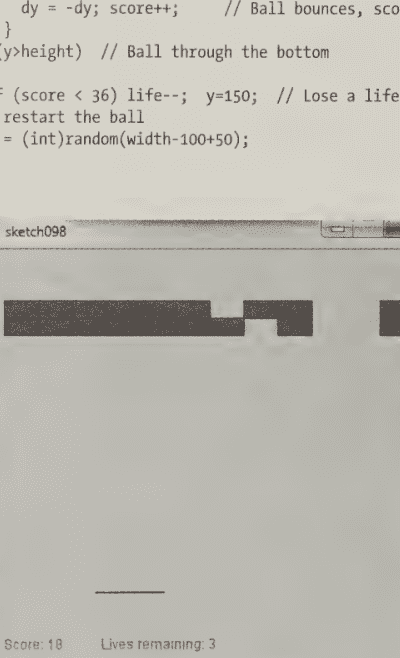 dy = -dy; score++; // Ball bounces, sco
}
(y>height) // Ball through the bottom
f (score < 36) life--; y=150; // Lose a life
restart the ball
= (int)random(width-100+50);
sketch098
Score: 18 Lives remaining: 3